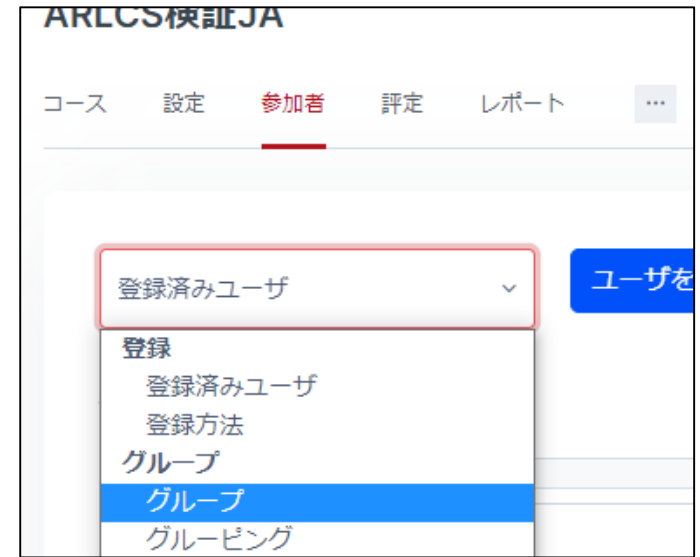 ARLCS検証JA
コース 設定 参加者 評定 レポート ...
登録済みユーザ ユーザを
登録
登録済みユーザ
登録方法
グループ
グループ
グルーピング